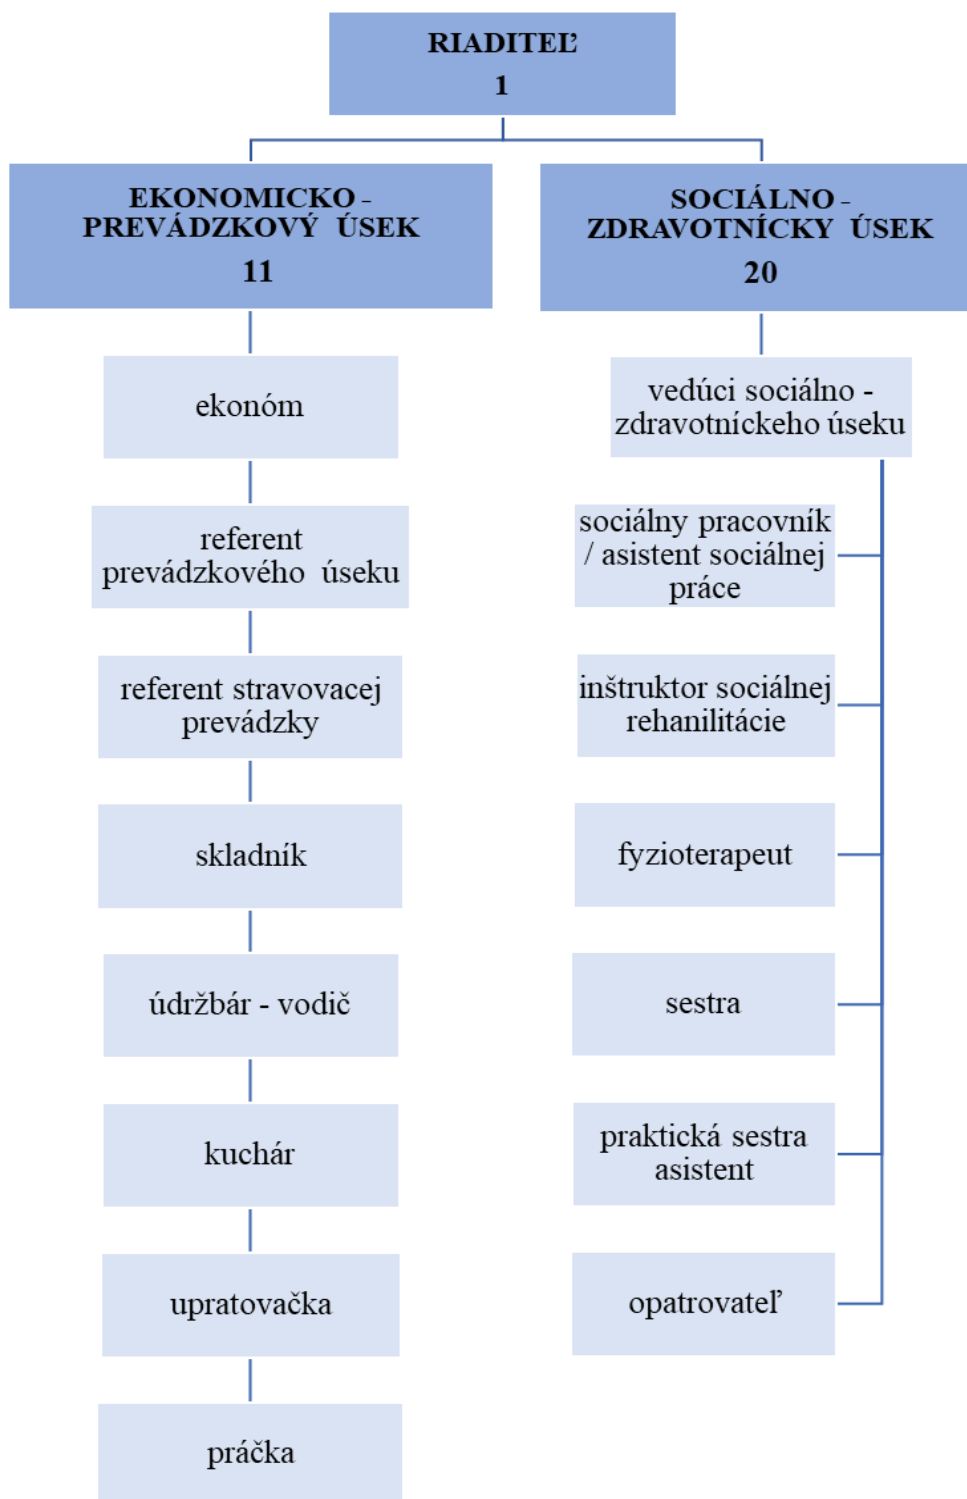 RIADITEĽ
1
EKONOMICKO -
PREVÁDZKOVÝ ÚSEK
11
SOCIÁLNO -
ZDRAVOTNÍCKY ÚSEK
20
ekonóm
referent
prevádzkového úseku
referent stravovacej
prevádzky
skladník
údržbár - vodič
kuchár
upratovačka
práčka
vedúci sociálno -
zdravotníckeho úseku
sociálny pracovník
/ asistent sociálnej
práce
inštruktor sociálnej
rehanilitácie
fyzioterapeut
sestra
praktická sestra
asistent
opatrovateľ